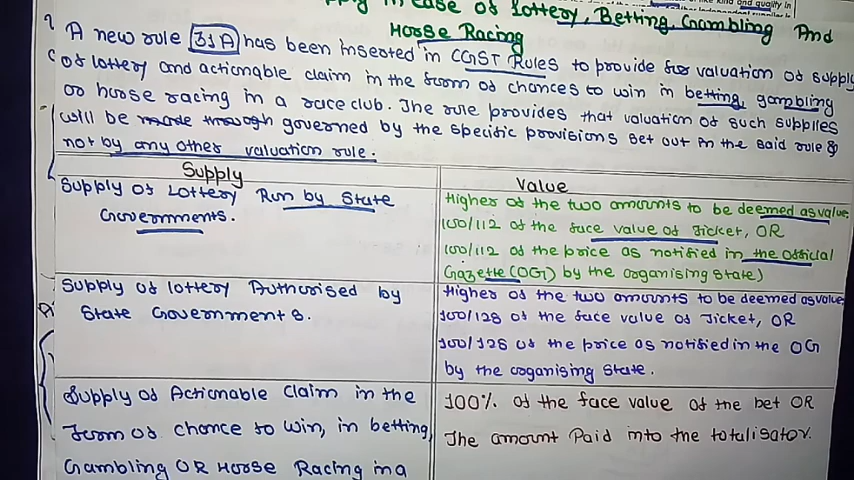 in case of Lottery, Betting, Gambling And
Horse Racing
A new rule 31A has been inserted in CGST Rules to provide for valuation of supply
of lottery and actionable claim in the form of chances to win in betting, gambling
or horse racing in a race club. The rule provides that valuation of such supplies
will be made through governed by the specific provisions set out in the said rule &
not by any other valuation rule.
Supply
Value
Supply of Lottery Run by State
Governments.
Higher of the two amounts to be deemed as value.
100/112 of the face value of Ticket, OR
100/112 of the price as notified in the Official
Gazette (OG) by the organising state)
Supply of lottery Authorised by
State Governments.
Higher of the two amounts to be deemed as value
100/128 of the face value of Ticket, OR
100/128 of the price as notified in the OG
by the organising state.
Supply of Actionable Claim in the
form of chance to win, in betting,
Gambling OR Horse Racing in a
100% of the face value of the bet OR
The amount Paid into the totalisator.